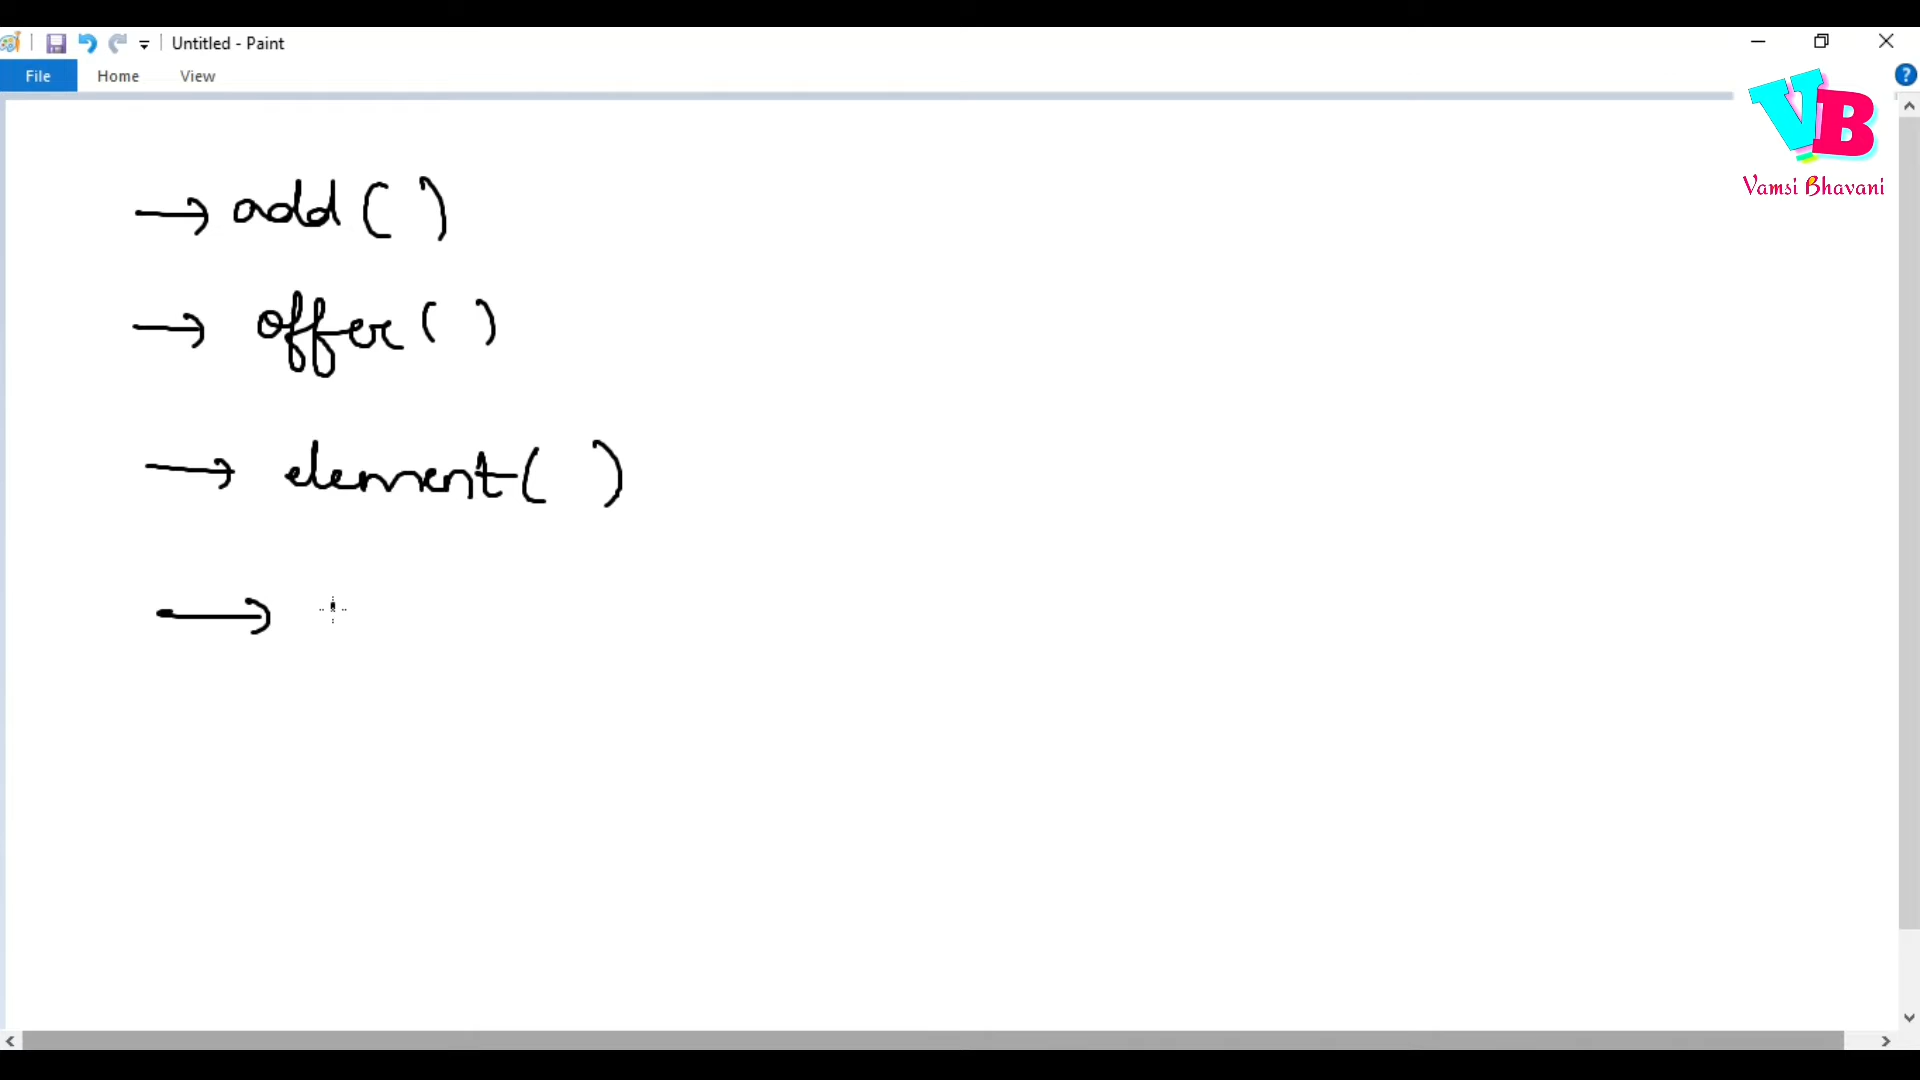 Untitled - Paint
File Home View
VB
Vamsi Bhavani
→ add( )
→ offer( )
→ element( )
→